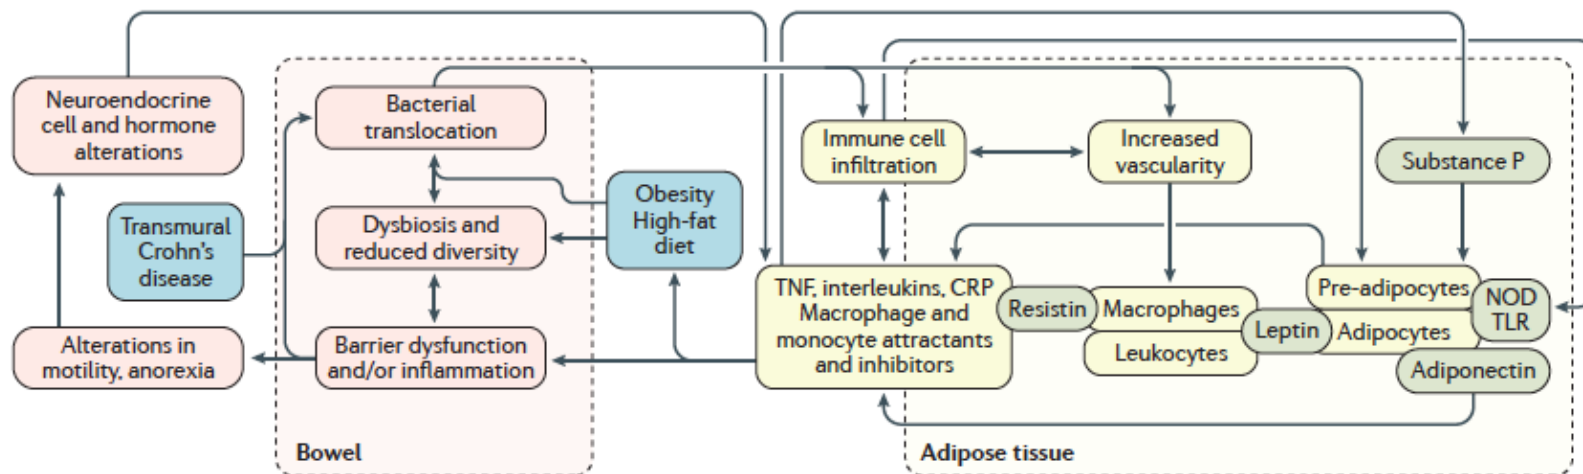 Neuroendocrine
cell and hormone
alterations
Transmural
Crohn's
disease
Alterations in
motility, anorexia
Bacterial
translocation
Dysbiosis and
reduced diversity
Barrier dysfunction
and/or inflammation
Bowel
Obesity
High-fat
diet
Immune cell
infiltration
Increased
vascularity
Substance P
TNF, interleukins, CRP
Macrophage and
monocyte attractants
and inhibitors
Resistin
Macrophages
Leukocytes
Leptin
Pre-adipocytes
Adipocytes
NOD
TLR
Adiponectin
Adipose tissue